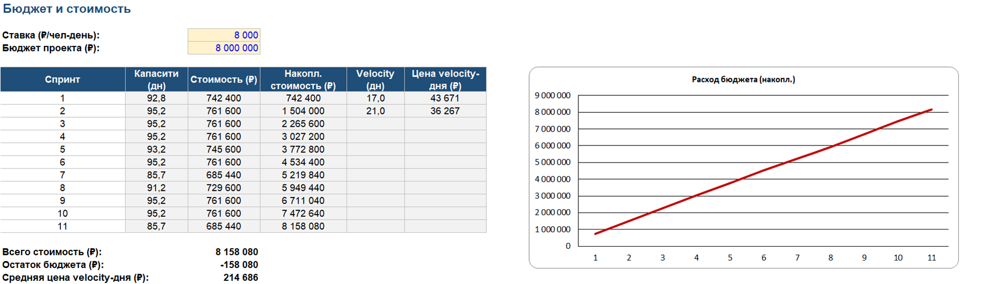 Бюджет и стоимость
Ставка (₽/чел-день): 8 000
Бюджет проекта (₽): 8 000 000
Спринт Капасити (дн) Стоимость (₽) Накопл. стоимость (₽) Velocity (дн) Цена velocity-дня (₽)
1 92,8 742 400 742 400 17,0 43 671
2 95,2 761 600 1 504 000 21,0 36 267
3 95,2 761 600 2 265 600
4 95,2 761 600 3 027 200
5 93,2 745 600 3 772 800
6 95,2 761 600 4 534 400
7 85,7 685 440 5 219 840
8 91,2 729 600 5 949 440
9 95,2 761 600 6 711 040
10 95,2 761 600 7 472 640
11 85,7 685 440 8 158 080
Всего стоимость (₽): 8 158 080
Остаток бюджета (₽): -158 080
Средняя цена velocity-дня (₽): 214 686
Расход бюджета (накопл.)
9 000 000
8 000 000
7 000 000
6 000 000
5 000 000
4 000 000
3 000 000
2 000 000
1 000 000
0
1 2 3 4 5 6 7 8 9 10 11